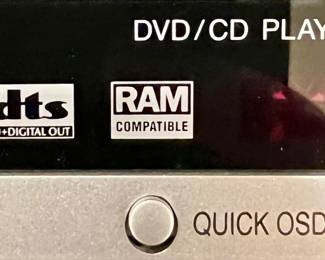 DVD/CD PLAY
dts
+DIGITAL OUT
RAM
COMPATIBLE
QUICK OSD